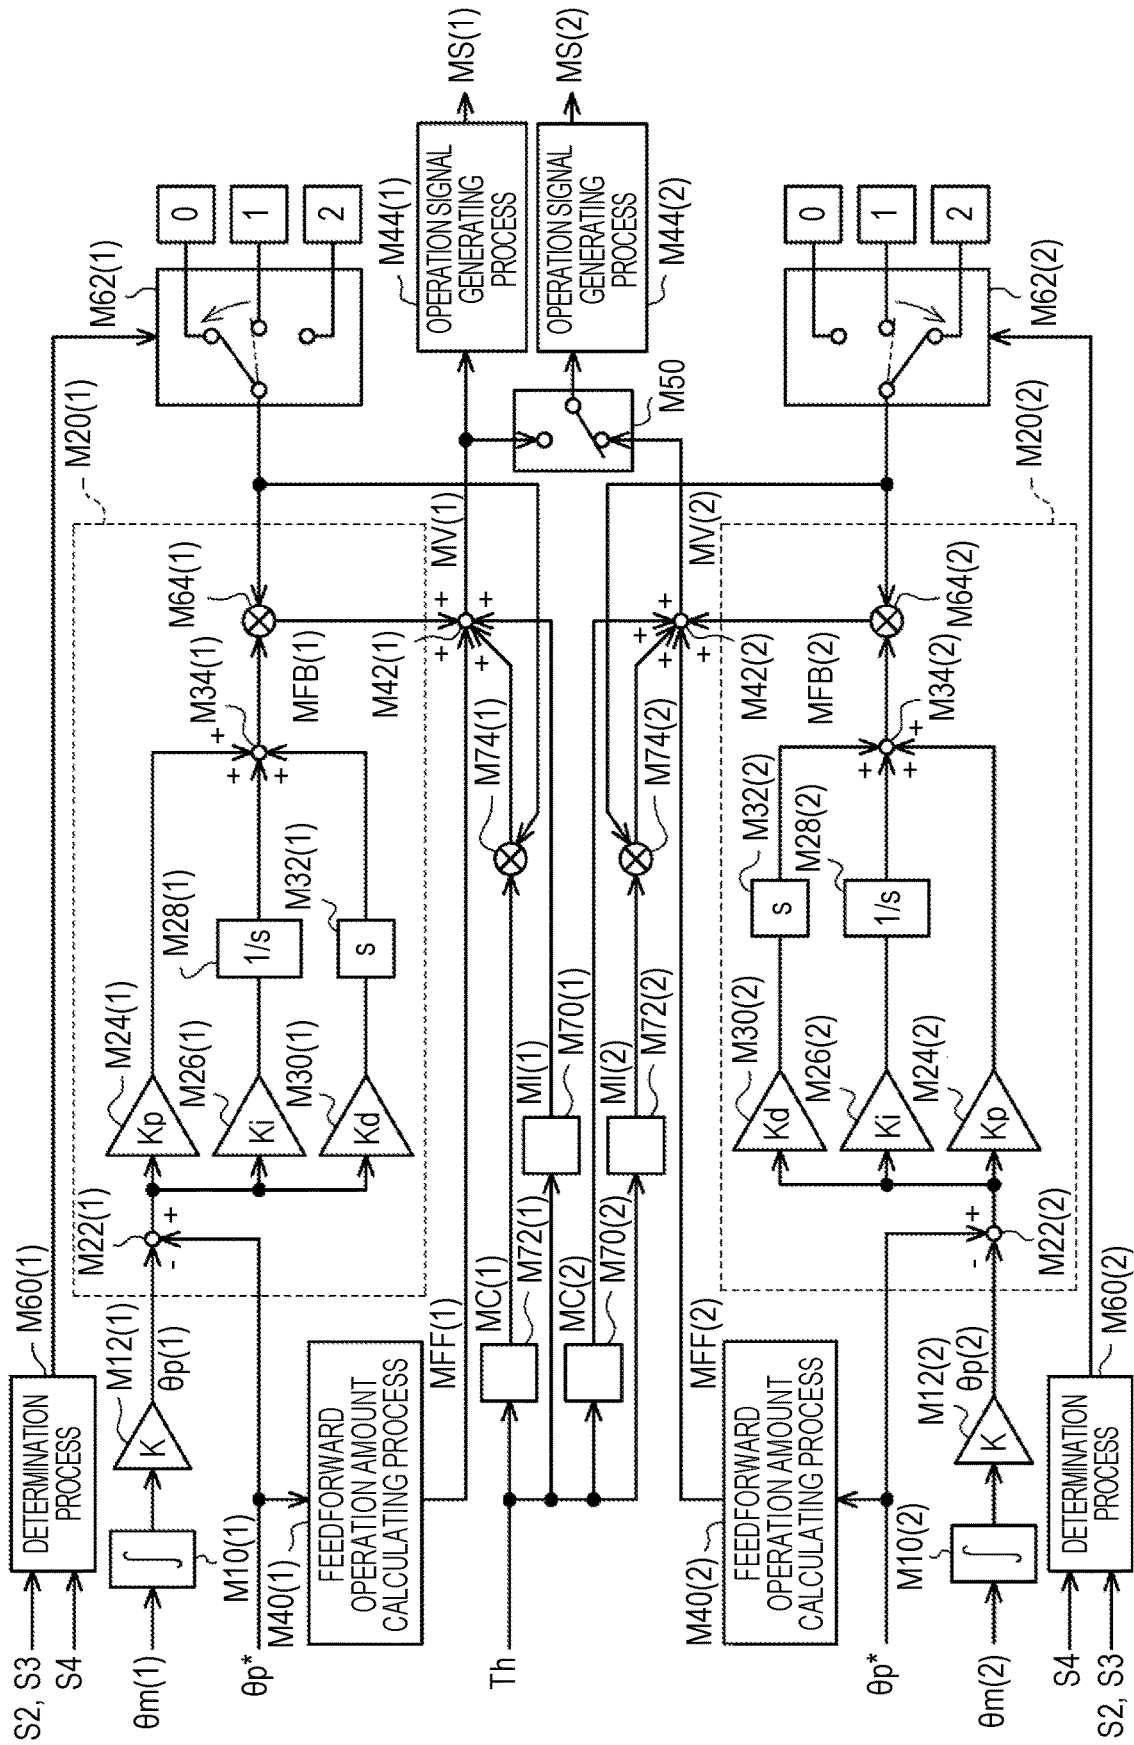 S2, S3
S4
DETERMINATION
PROCESS
M60(1)
θm(1)
∫
M10(1)
K
M12(1)
θp(1)
M22(1)
-
+
θp*
M40(1)
FEEDFORWARD
OPERATION AMOUNT
CALCULATING PROCESS
MFF(1)
M20(1)
Kp
M24(1)
Ki
M26(1)
Kd
M30(1)
1/s
M28(1)
s
M32(1)
+
+
+
M34(1)
M64(1)
MFB(1)
M62(1)
0
1
2
M42(1)
+
+
+
+
MV(1)
M44(1)
OPERATION SIGNAL
GENERATING
PROCESS
MS(1)
Th
MC(1)
M72(1)
MI(1)
M70(1)
M74(1)
M50
MC(2)
M70(2)
MI(2)
M72(2)
M74(2)
OPERATION SIGNAL
GENERATING
PROCESS
M44(2)
MS(2)
MV(2)
+
+
+
+
M42(2)
MFF(2)
M40(2)
FEEDFORWARD
OPERATION AMOUNT
CALCULATING PROCESS
θp*
M20(2)
Kd
M30(2)
Ki
M26(2)
Kp
M24(2)
s
M32(2)
1/s
M28(2)
+
+
+
M34(2)
MFB(2)
M64(2)
M62(2)
0
1
2
θm(2)
∫
M10(2)
K
M12(2)
θp(2)
-
+
M22(2)
S4
S2, S3
DETERMINATION
PROCESS
M60(2)